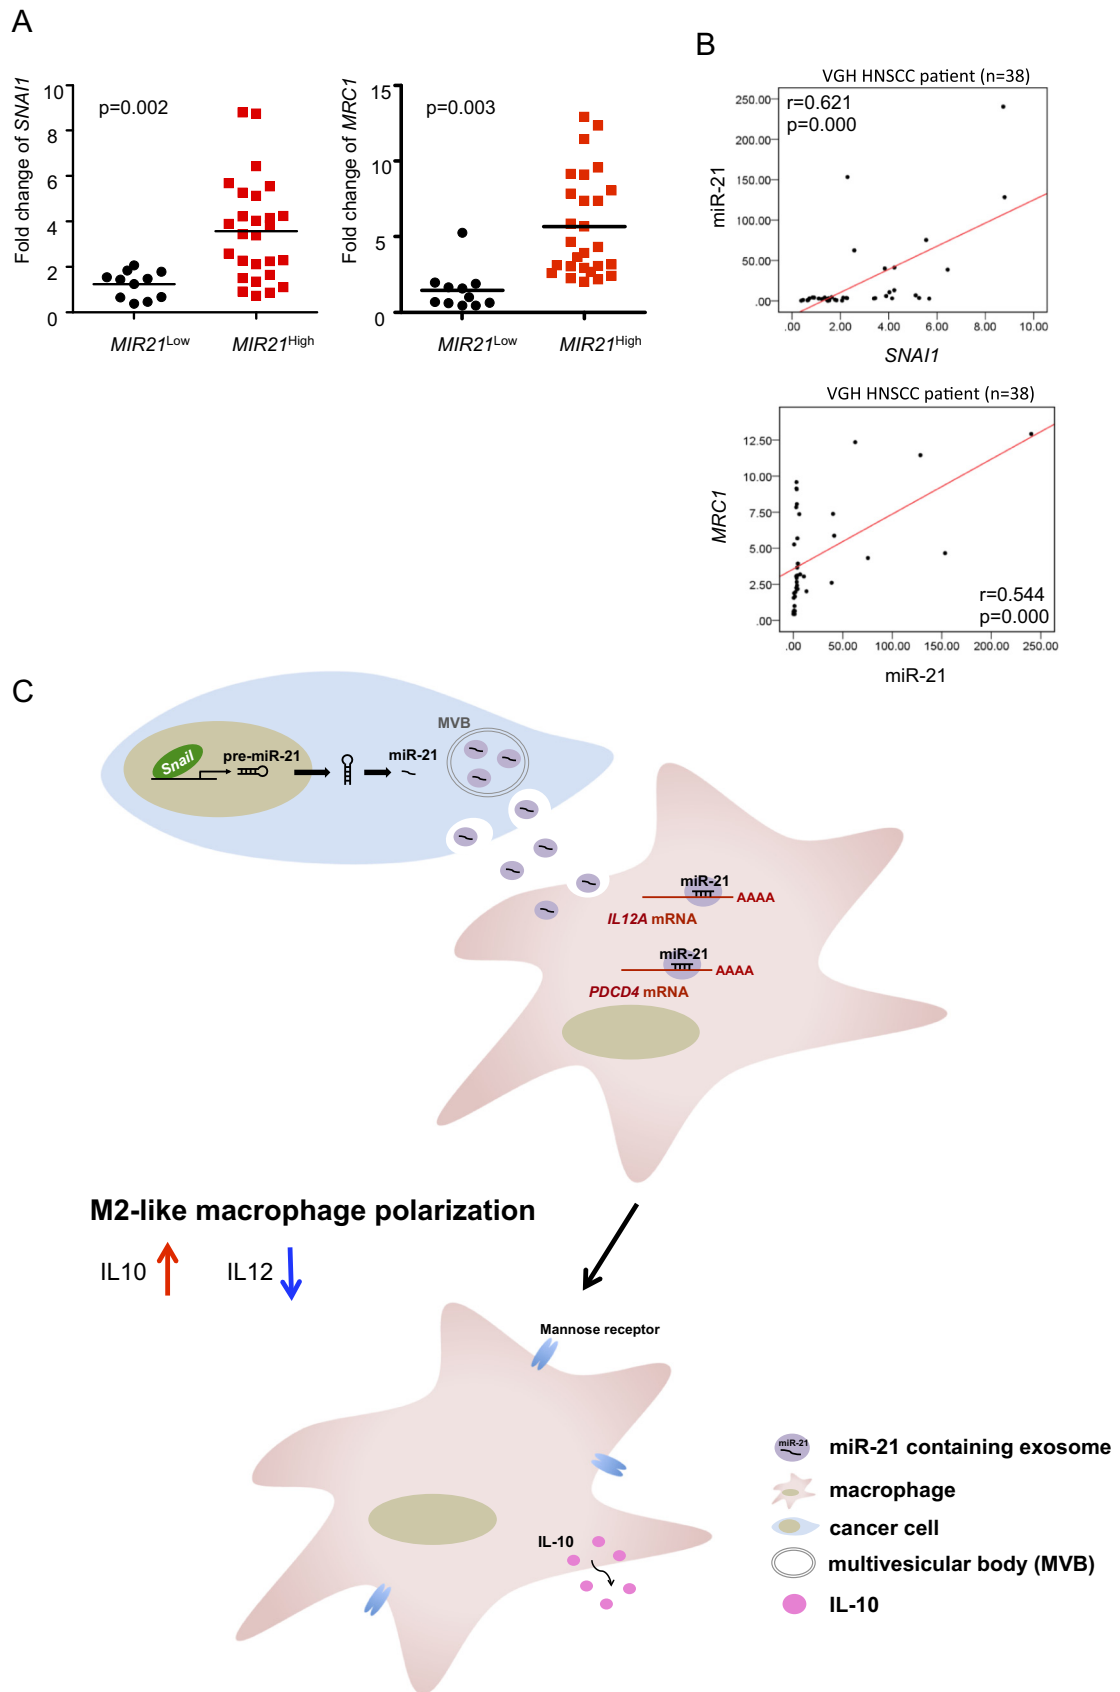 A
Fold change of SNAI1
10
8
6
4
2
0
p=0.002
MIR21Low
MIR21High
Fold change of MRC1
15
10
5
0
p=0.003
MIR21Low
MIR21High
B
VGH HNSCC patient (n=38)
r=0.621
p=0.000
miR-21
250.00
200.00
150.00
100.00
50.00
.00
.00 2.00 4.00 6.00 8.00 10.00
SNAI1
VGH HNSCC patient (n=38)
MRC1
12.50
10.00
7.50
5.00
2.50
.00
r=0.544
p=0.000
.00 50.00 100.00 150.00 200.00 250.00
miR-21
C
MVB
Snail
pre-miR-21
miR-21
miR-21
AAAA
IL12A mRNA
miR-21
AAAA
PDCD4 mRNA
M2-like macrophage polarization
IL10
IL12
Mannose receptor
IL-10
miR-21
miR-21 containing exosome
macrophage
cancer cell
multivesicular body (MVB)
IL-10